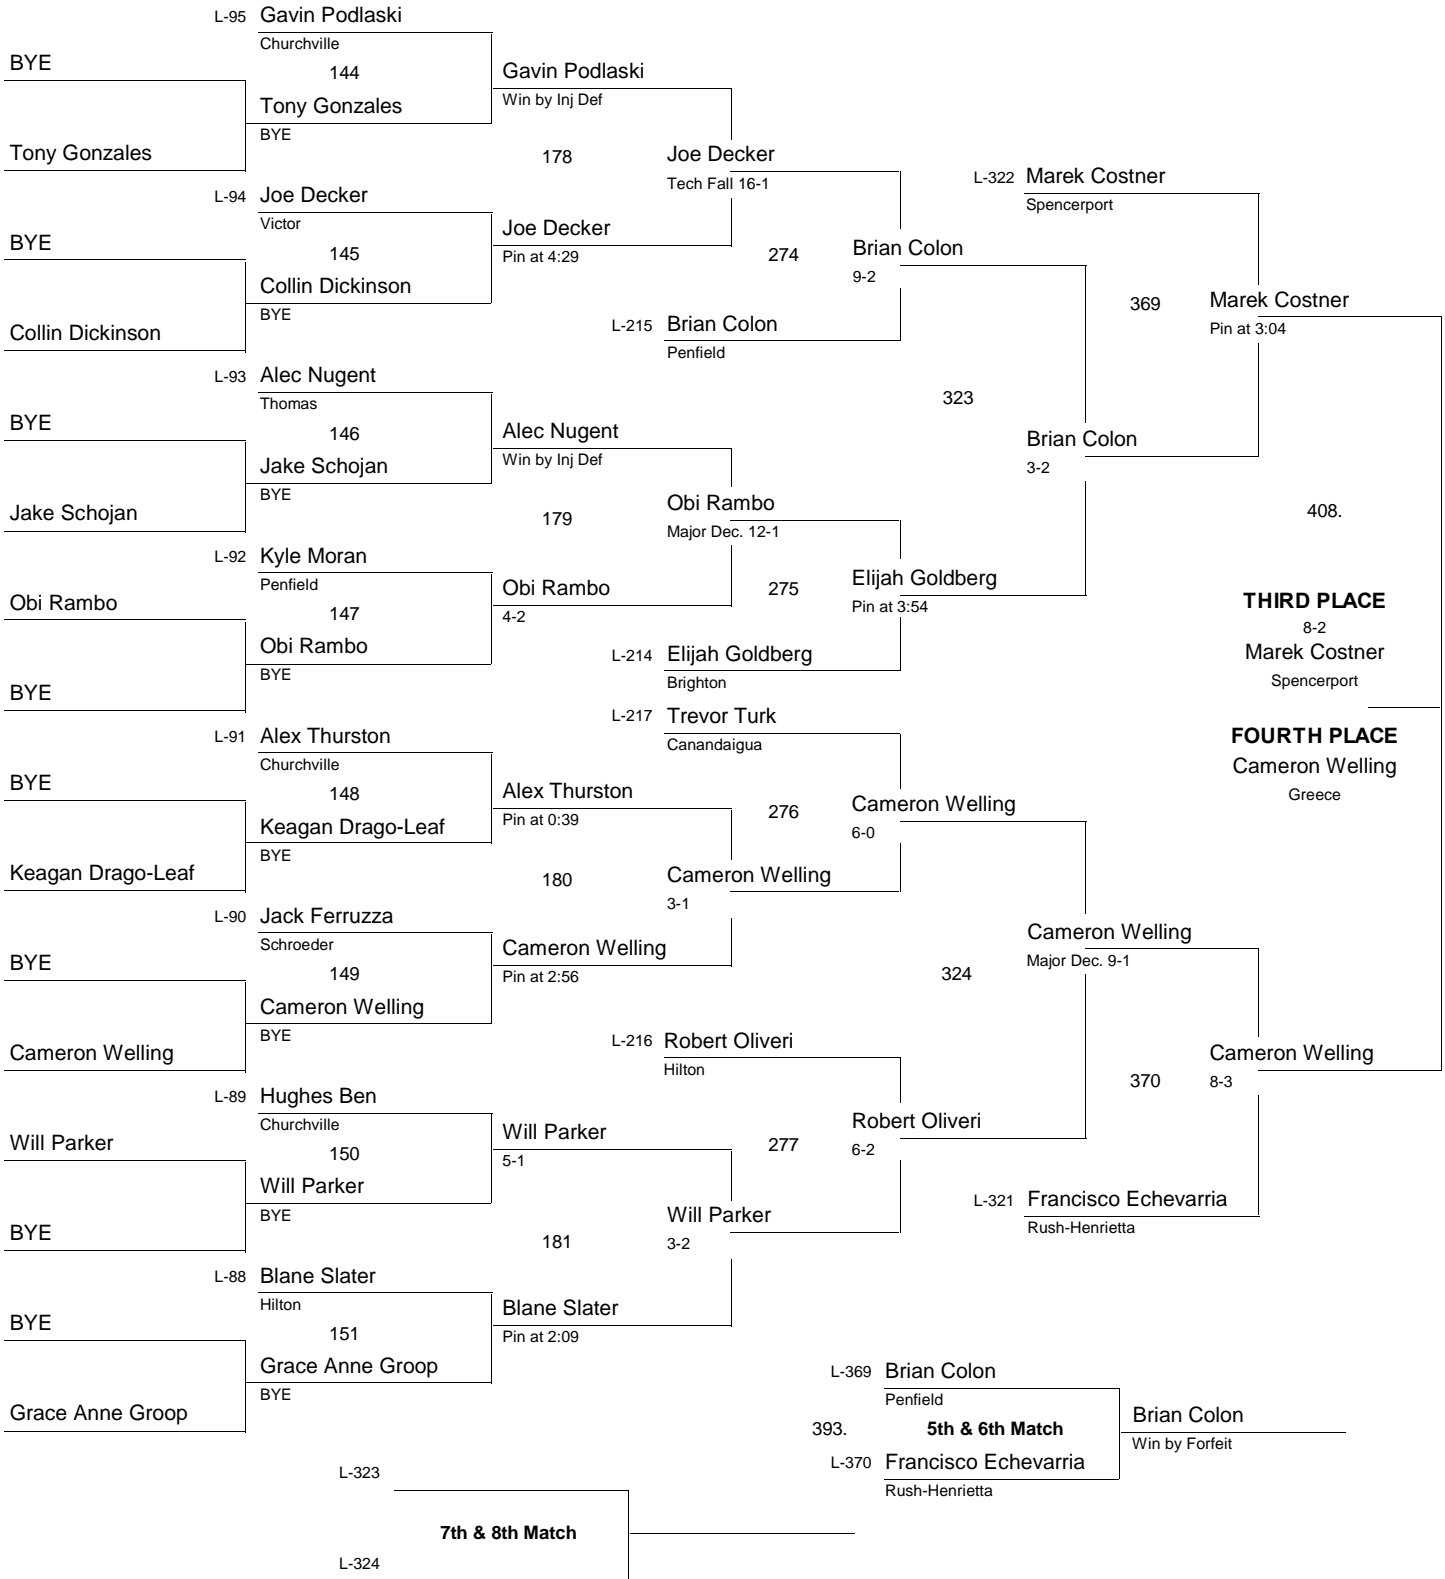 L-95 Gavin Podlaski
Churchville
BYE
144
Gavin Podlaski
Win by Inj Def
Tony Gonzales
BYE
Tony Gonzales
178
Joe Decker
Tech Fall 16-1
L-322 Marek Costner
Spencerport
L-94 Joe Decker
Victor
BYE
145
Joe Decker
Pin at 4:29
274
Brian Colon
9-2
Collin Dickinson
BYE
Collin Dickinson
L-215 Brian Colon
Penfield
369
Marek Costner
Pin at 3:04
L-93 Alec Nugent
Thomas
BYE
146
Alec Nugent
Win by Inj Def
323
Brian Colon
3-2
Jake Schojan
BYE
Jake Schojan
179
Obi Rambo
Major Dec. 12-1
408.
L-92 Kyle Moran
Penfield
Obi Rambo
147
Obi Rambo
4-2
275
Elijah Goldberg
Pin at 3:54
THIRD PLACE
8-2
Marek Costner
Spencerport
Obi Rambo
BYE
BYE
L-214 Elijah Goldberg
Brighton
L-217 Trevor Turk
Canandaigua
FOURTH PLACE
Cameron Welling
Greece
L-91 Alex Thurston
Churchville
BYE
148
Alex Thurston
Pin at 0:39
276
Cameron Welling
6-0
Keagan Drago-Leaf
BYE
Keagan Drago-Leaf
180
Cameron Welling
3-1
L-90 Jack Ferruzza
Schroeder
BYE
149
Cameron Welling
Pin at 2:56
324
Cameron Welling
Major Dec. 9-1
Cameron Welling
BYE
Cameron Welling
L-216 Robert Oliveri
Hilton
370
Cameron Welling
8-3
L-89 Hughes Ben
Churchville
Will Parker
150
Will Parker
5-1
277
Robert Oliveri
6-2
Will Parker
BYE
BYE
181
Will Parker
3-2
L-321 Francisco Echevarria
Rush-Henrietta
L-88 Blane Slater
Hilton
BYE
151
Blane Slater
Pin at 2:09
Grace Anne Groop
BYE
Grace Anne Groop
L-369 Brian Colon
Penfield
393. 5th & 6th Match
Brian Colon
Win by Forfeit
L-370 Francisco Echevarria
Rush-Henrietta
L-323
7th & 8th Match
L-324